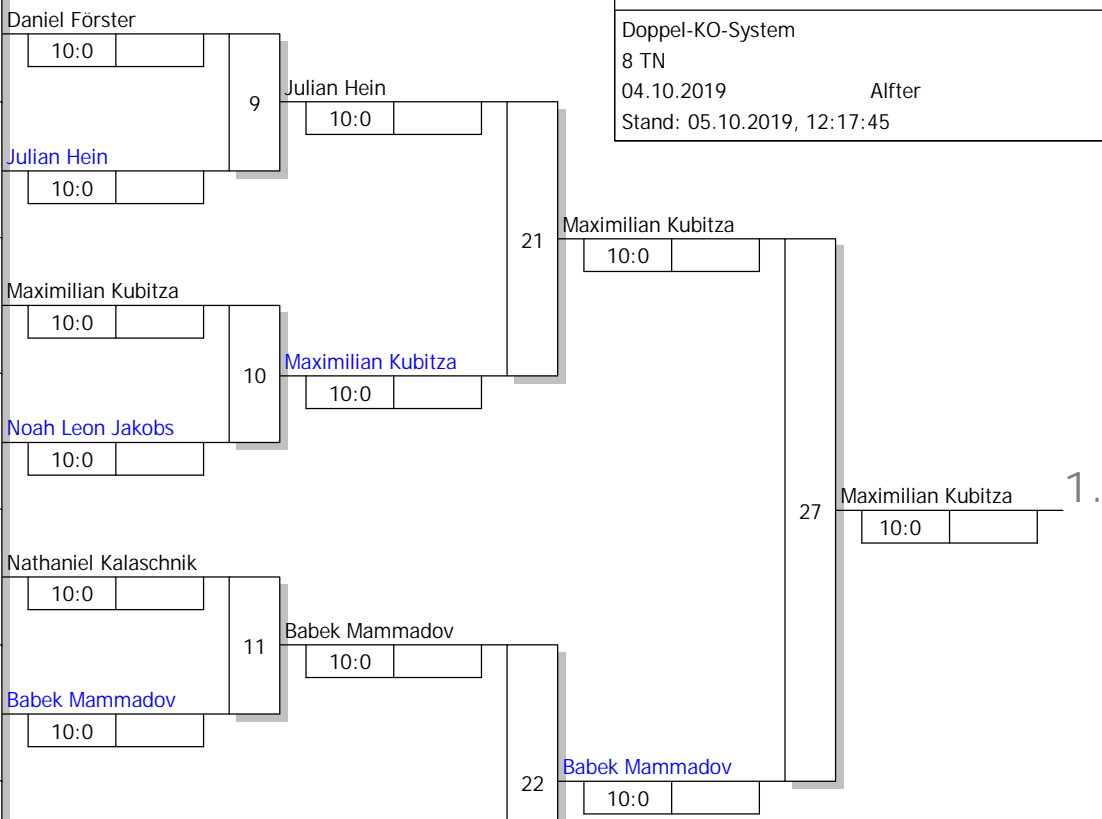 Daniel Förster
10:0
9
Julian Hein
10:0
Julian Hein
10:0
21
Maximilian Kubitza
10:0
Maximilian Kubitza
10:0
10
Maximilian Kubitza
10:0
Noah Leon Jakobs
10:0
27
Maximilian Kubitza
10:0
1.
Nathaniel Kalaschnik
10:0
11
Babek Mammadov
10:0
Babek Mammadov
10:0
22
Babek Mammadov
10:0
Doppel-KO-System
8 TN
04.10.2019 Alfter
Stand: 05.10.2019, 12:17:45